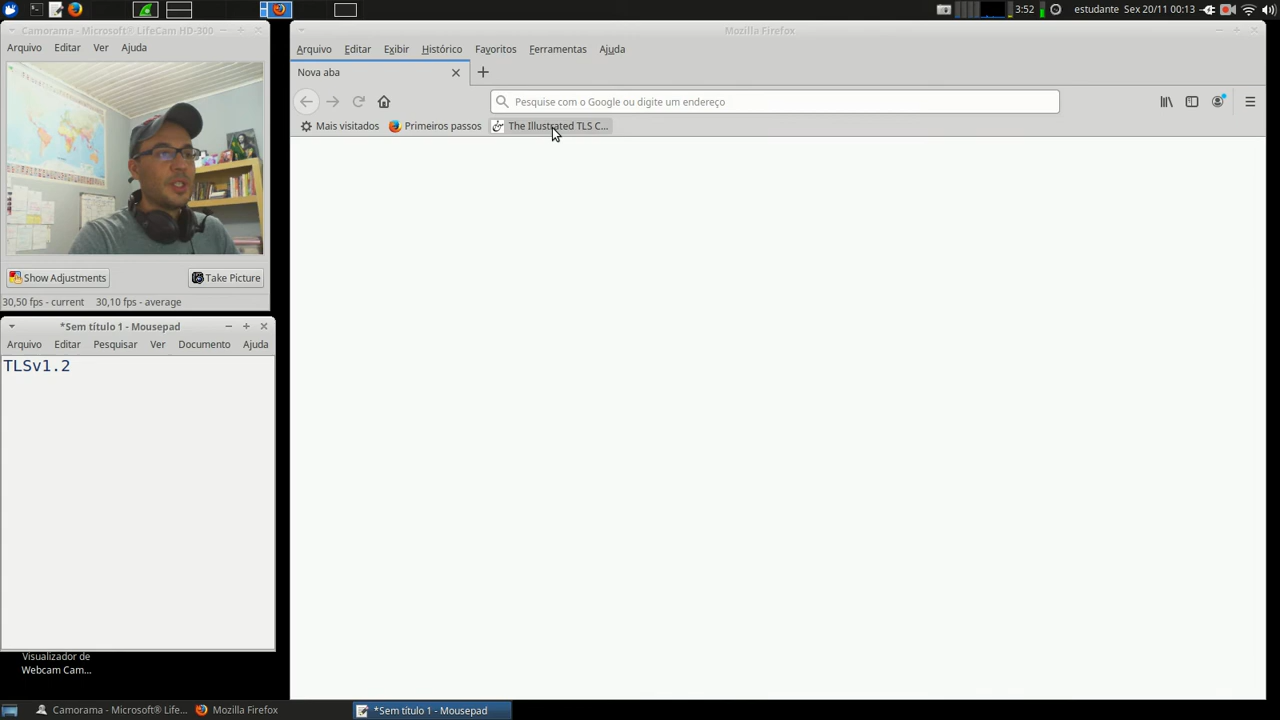 3:52
estudante
Sex 20/11 00:13
Camorama - Microsoft® LifeCam HD-300
Arquivo Editar Ver Ajuda
Show Adjustments
Take Picture
30,50 fps - current 30,10 fps - average
*Sem título 1 - Mousepad
Arquivo Editar Pesquisar Ver Documento Ajuda
TLSv1.2
Visualizador de
Webcam Cam...
Mozilla Firefox
Arquivo Editar Exibir Histórico Favoritos Ferramentas Ajuda
Nova aba
Pesquise com o Google ou digite um endereço
Mais visitados Primeiros passos The Illustrated TLS C...
Camorama - Microsoft® Life...
Mozilla Firefox
*Sem título 1 - Mousepad